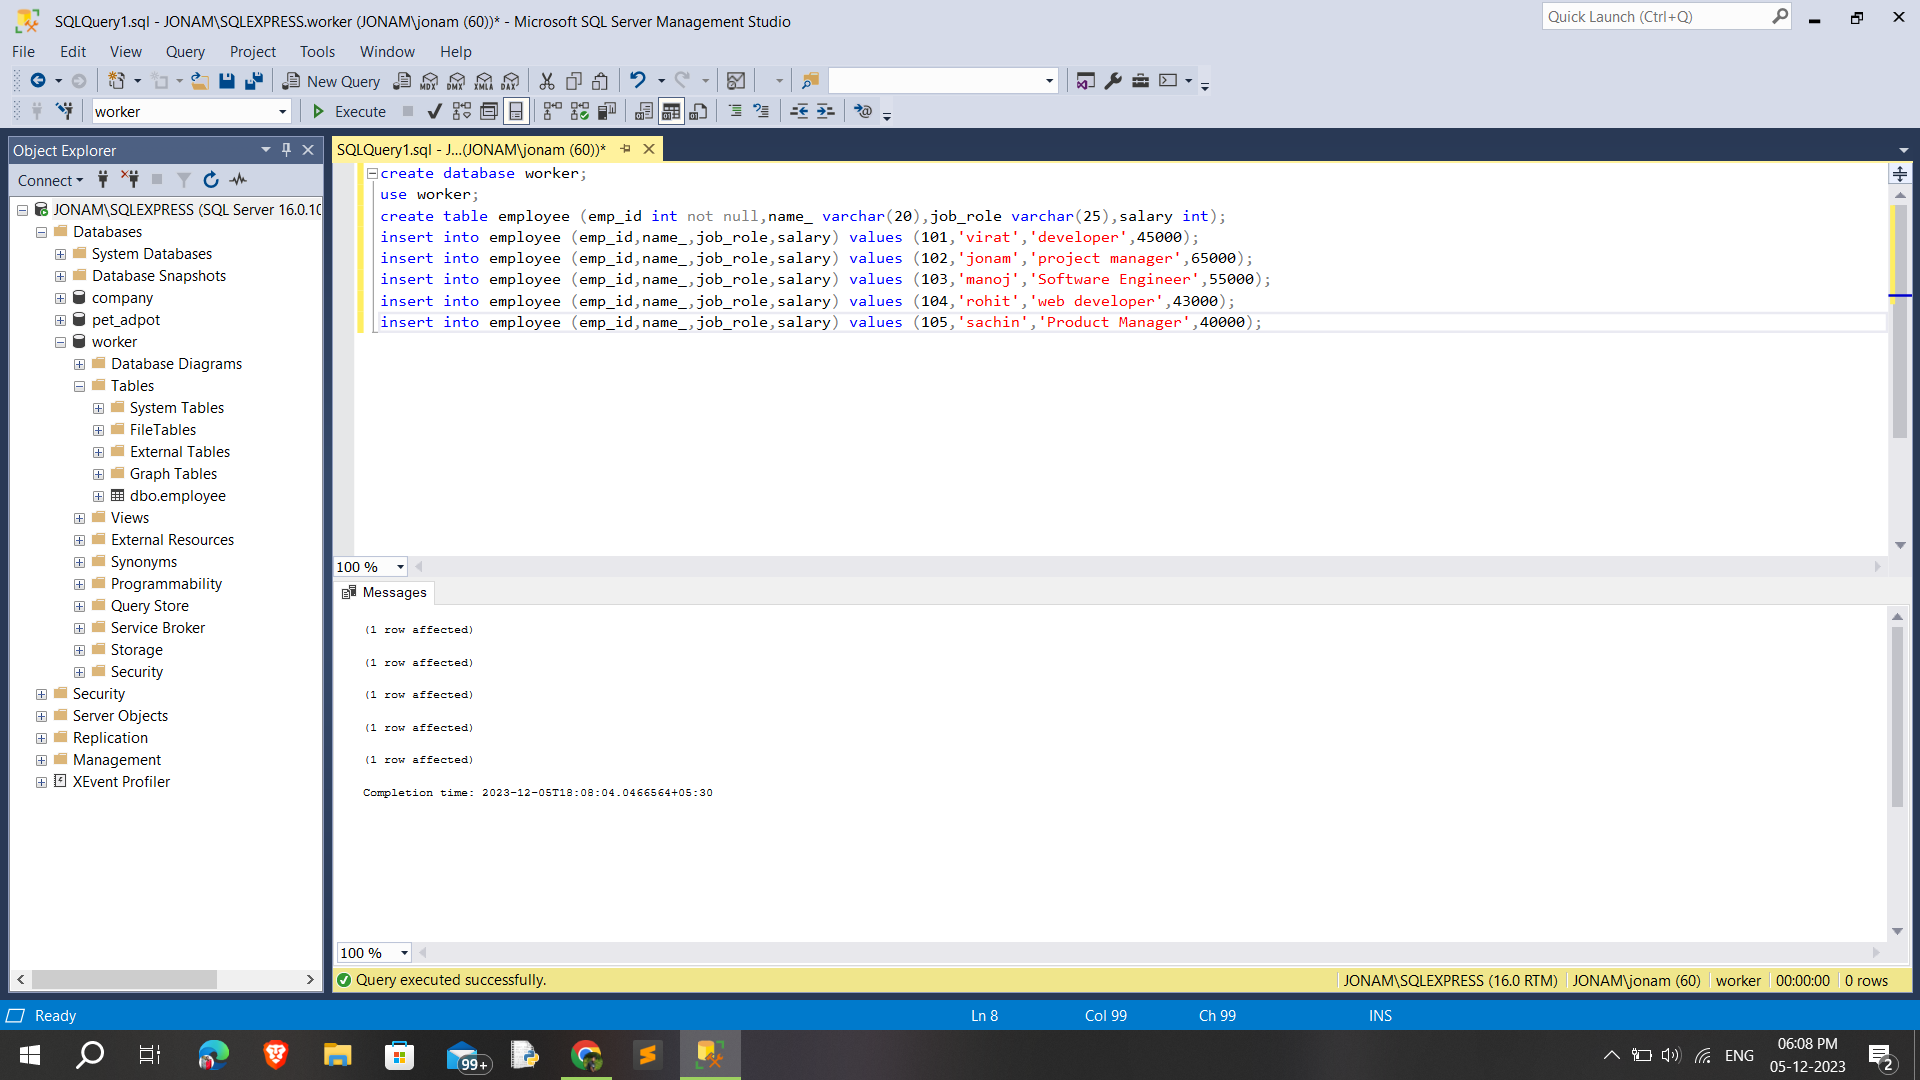 SQLQuery1.sql - JONAM\SQLEXPRESS.worker (JONAM\jonam (60))* - Microsoft SQL Server Management Studio
Quick Launch (Ctrl+Q)
File Edit View Query Project Tools Window Help
New Query MDX DMX XMLA DAX
worker Execute
Object Explorer
SQLQuery1.sql - J...(JONAM\jonam (60))*
Connect
JONAM\SQLEXPRESS (SQL Server 16.0.10
Databases
System Databases
Database Snapshots
company
pet_adpot
worker
Database Diagrams
Tables
System Tables
FileTables
External Tables
Graph Tables
dbo.employee
Views
External Resources
Synonyms
Programmability
Query Store
Service Broker
Storage
Security
Security
Server Objects
Replication
Management
XEvent Profiler
create database worker;
use worker;
create table employee (emp_id int not null,name_ varchar(20),job_role varchar(25),salary int);
insert into employee (emp_id,name_,job_role,salary) values (101,'virat','developer',45000);
insert into employee (emp_id,name_,job_role,salary) values (102,'jonam','project manager',65000);
insert into employee (emp_id,name_,job_role,salary) values (103,'manoj','Software Engineer',55000);
insert into employee (emp_id,name_,job_role,salary) values (104,'rohit','web developer',43000);
insert into employee (emp_id,name_,job_role,salary) values (105,'sachin','Product Manager',40000);
100 %
Messages
(1 row affected)
(1 row affected)
(1 row affected)
(1 row affected)
(1 row affected)
Completion time: 2023-12-05T18:08:04.0466564+05:30
100 %
Query executed successfully. JONAM\SQLEXPRESS (16.0 RTM) JONAM\jonam (60) worker 00:00:00 0 rows
Ready Ln 8 Col 99 Ch 99 INS
99+ ENG 06:08 PM
05-12-2023 2